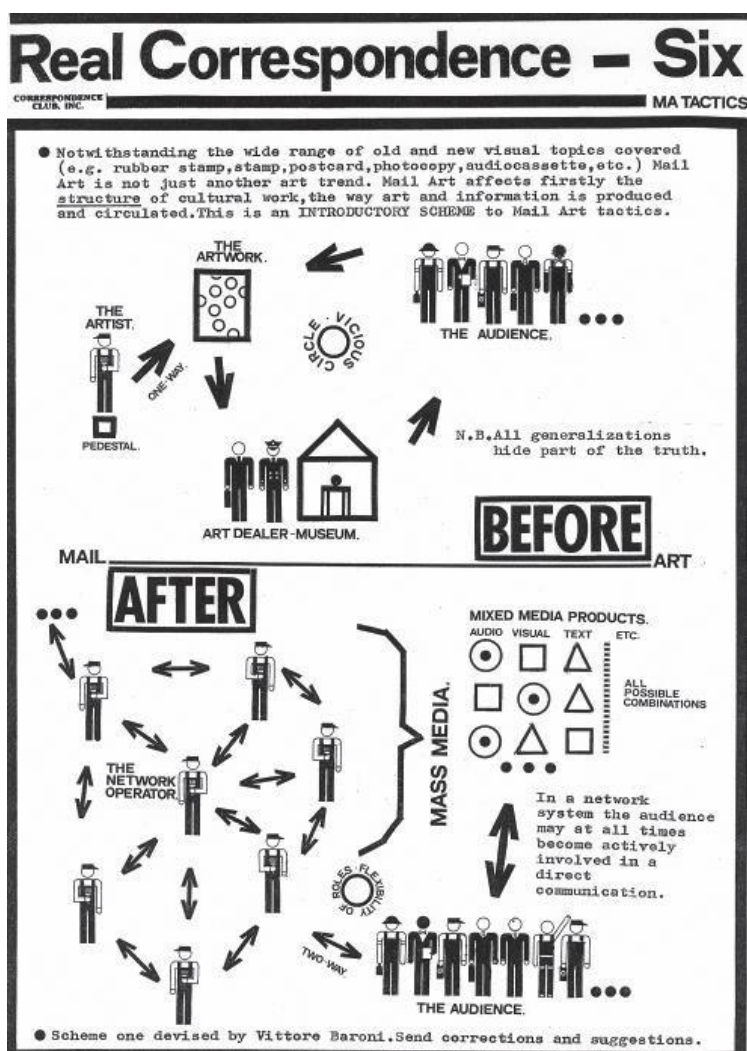 Real Correspondence – Six
CORRESPONDENCE
CLUB, INC.
MA TACTICS
● Notwithstanding the wide range of old and new visual topics covered
(e.g. rubber stamp,stamp,postcard,photocopy,audiocassette,etc.) Mail
Art is not just another art trend. Mail Art affects firstly the
structure of cultural work,the way art and information is produced
and circulated.This is an INTRODUCTORY SCHEME to Mail Art tactics.
THE
ARTWORK.
THE
ARTIST.
ONE-WAY.
PEDESTAL.
VICIOUS CIRCLE ·
THE AUDIENCE.
N.B.All generalizations
hide part of the truth.
ART DEALER-MUSEUM.
BEFORE
MAIL
ART
AFTER
MIXED MEDIA PRODUCTS.
AUDIO VISUAL TEXT ETC.
ALL
POSSIBLE
COMBINATIONS
MASS MEDIA.
THE
NETWORK
OPERATOR.
In a network
system the audience
may at all times
become actively
involved in a
direct
communication.
FLEXIBILITY OF ROLES ·
TWO-WAY.
THE AUDIENCE.
● Scheme one devised by Vittore Baroni.Send corrections and suggestions.